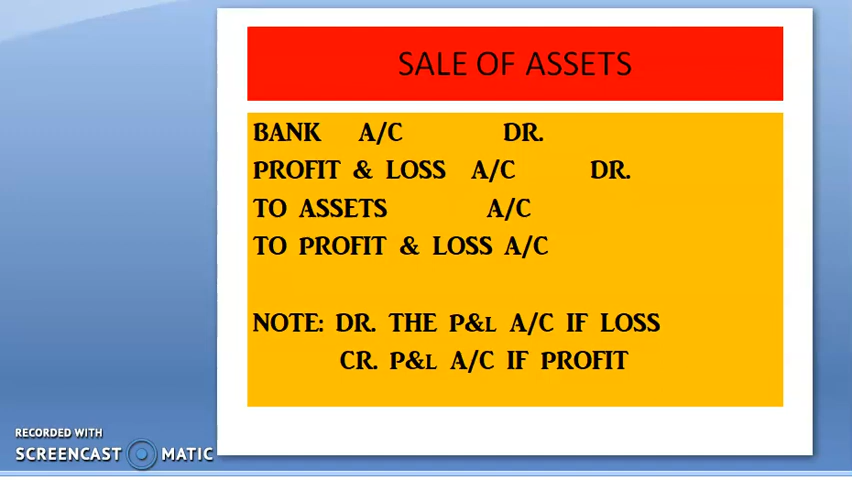 SALE OF ASSETS
BANK A/C DR.
PROFIT & LOSS A/C DR.
TO ASSETS A/C
TO PROFIT & LOSS A/C
NOTE: DR. THE P&L A/C IF LOSS
CR. P&L A/C IF PROFIT
RECORDED WITH
SCREENCAST MATIC